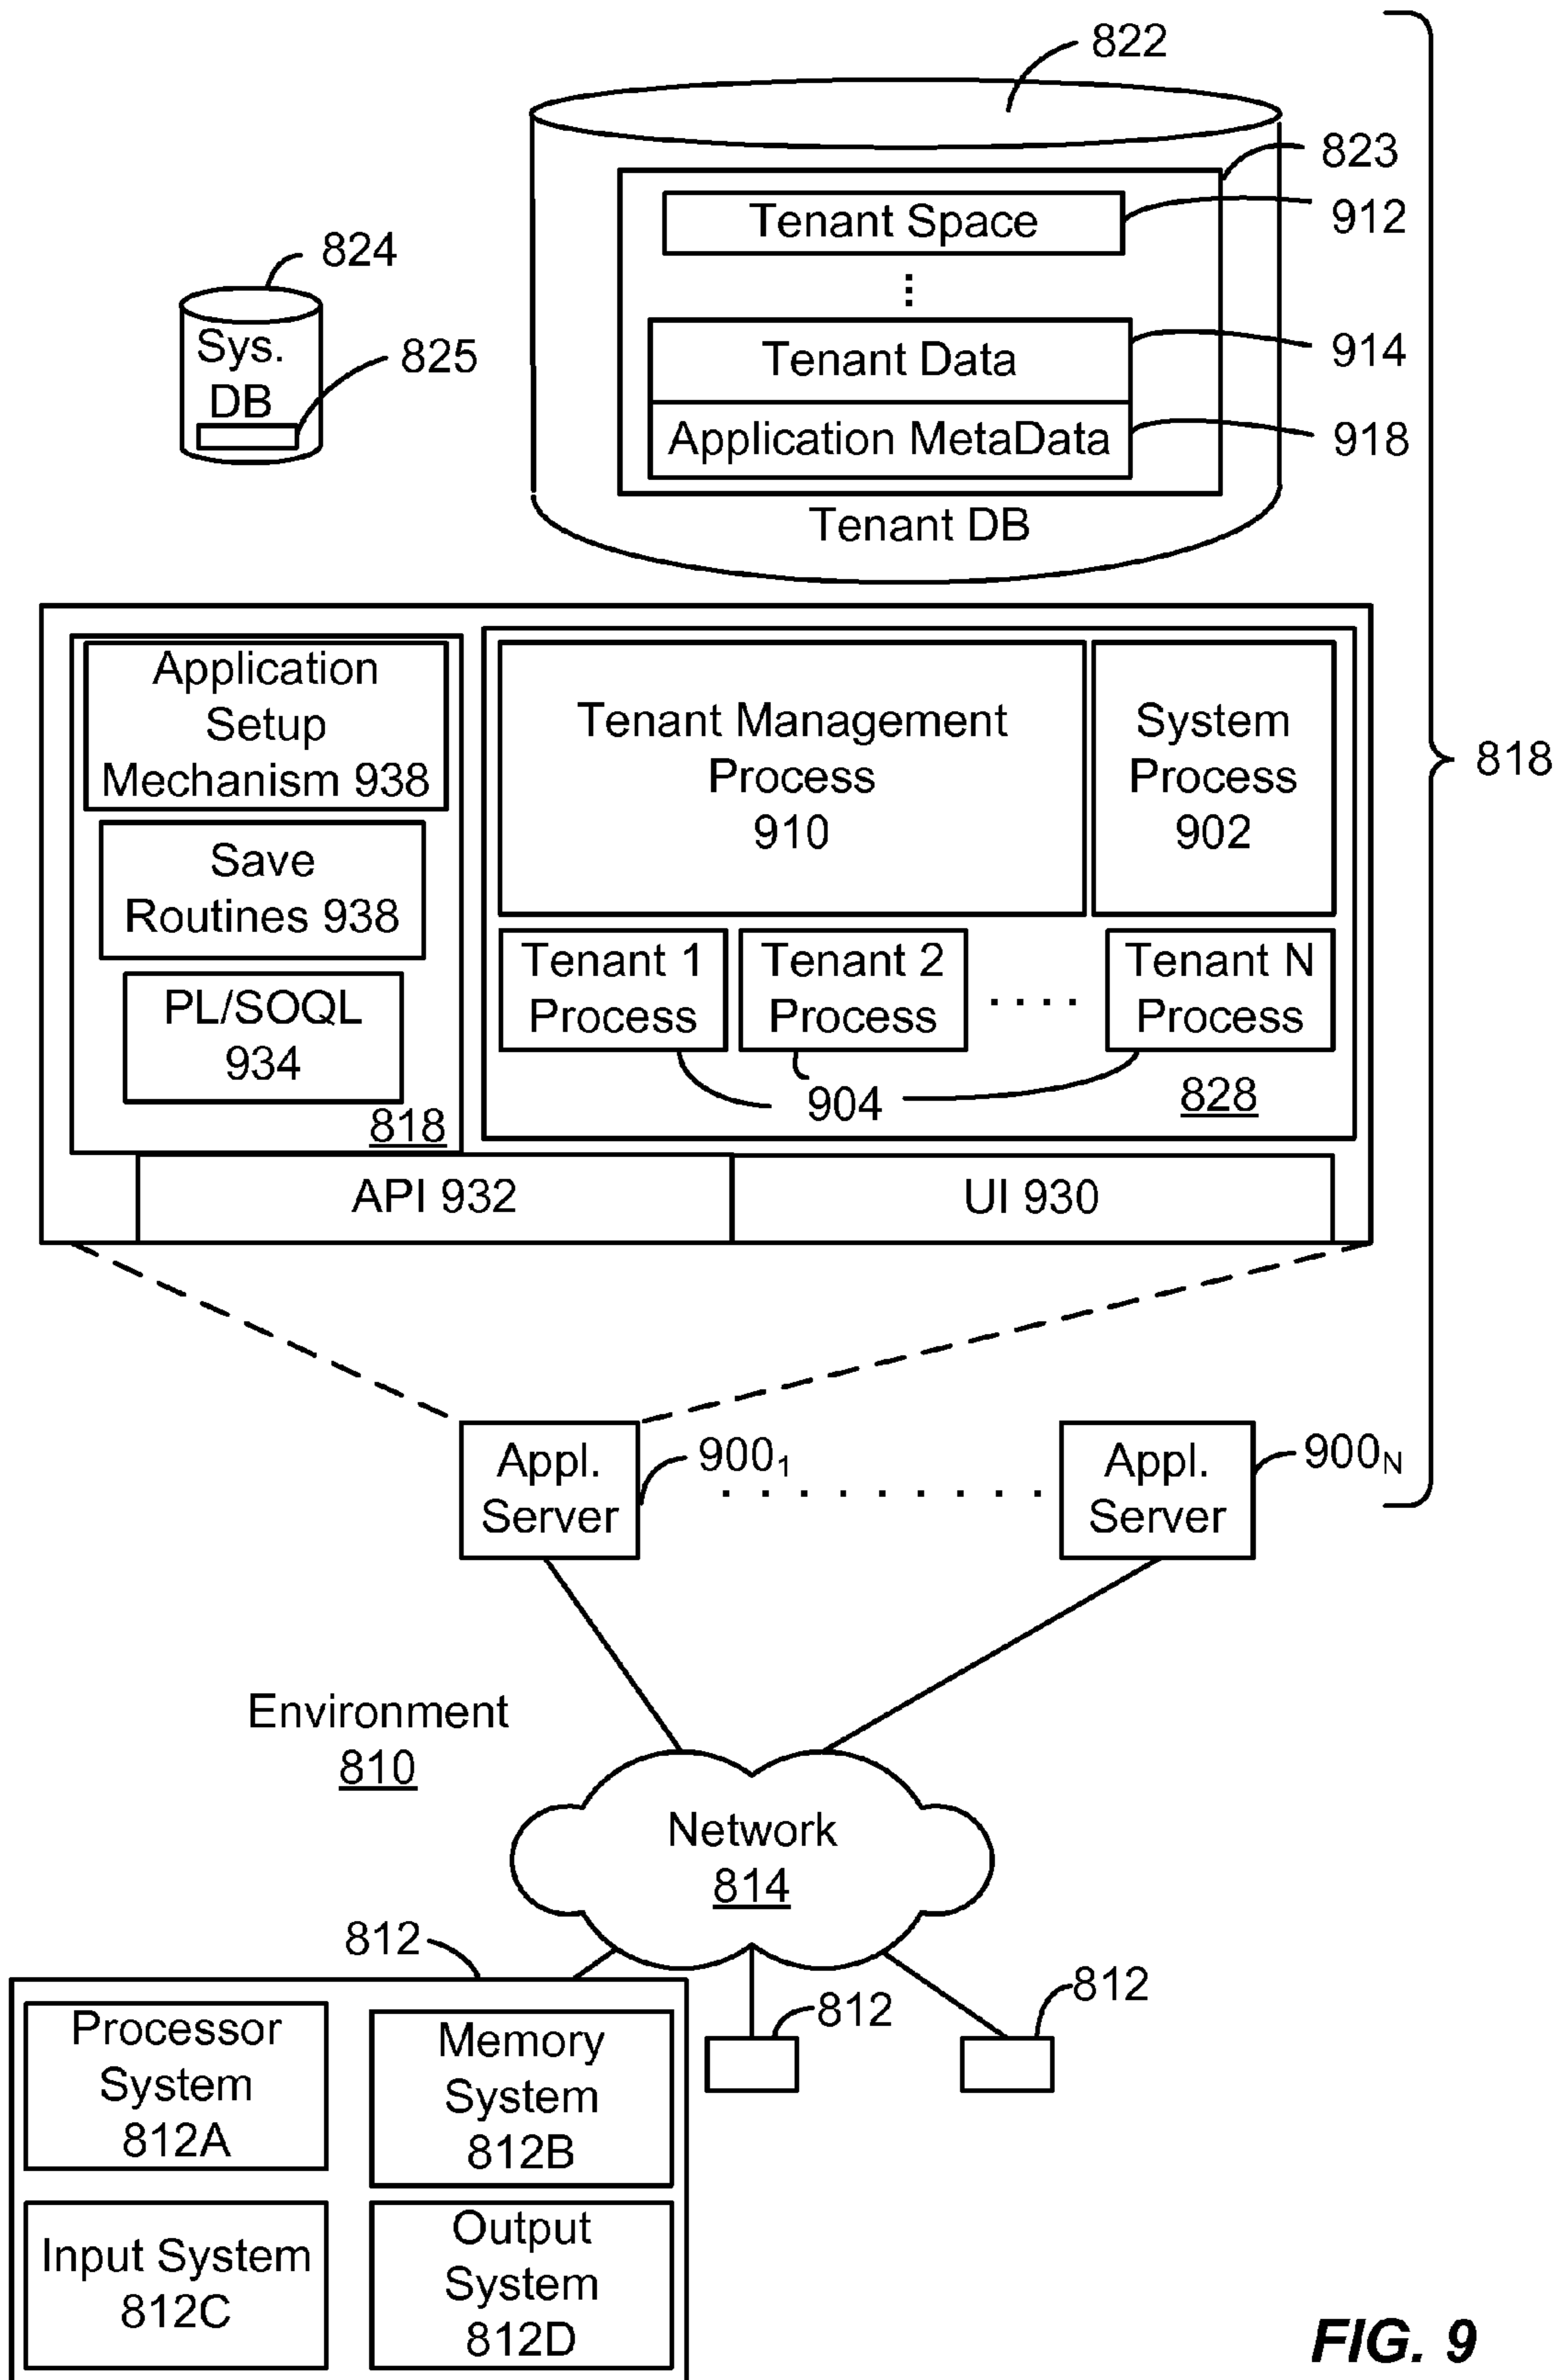 822
823
Tenant Space
912
824
⋮
Sys.
DB
825
Tenant Data
914
Application MetaData
918
Tenant DB
Application
Setup
Mechanism 938
Tenant Management
Process
910
System
Process
902
818
Save
Routines 938
Tenant 1
Process
Tenant 2
Process
. . . .
Tenant N
Process
PL/SOQL
934
904
828
818
API 932
UI 930
Appl.
Server
900₁
. . . . . . . . .
Appl.
Server
900N
Environment
810
Network
814
812
812
812
Processor
System
812A
Memory
System
812B
Input System
812C
Output
System
812D
FIG. 9